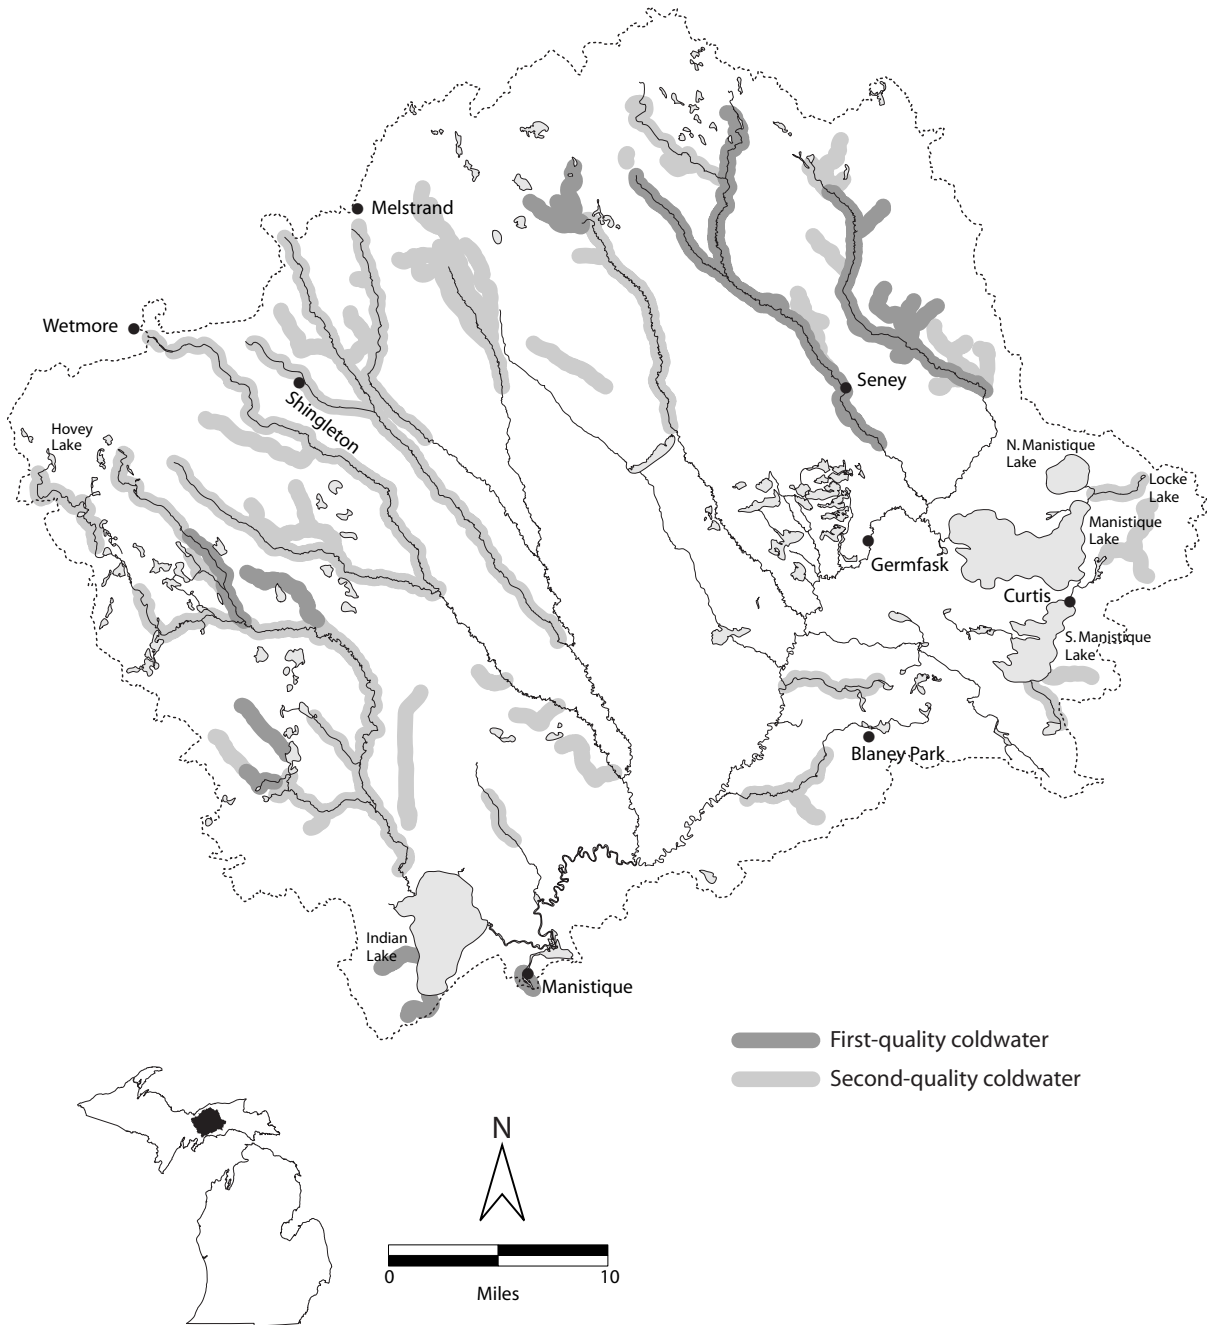 Melstrand
Wetmore
Shingleton
Seney
Hovey
Lake
N. Manistique
Lake
Locke
Lake
Manistique
Lake
Germfask
Curtis
S. Manistique
Lake
Blaney Park
Indian
Lake
Manistique
First-quality coldwater
Second-quality coldwater
N
0 10
Miles